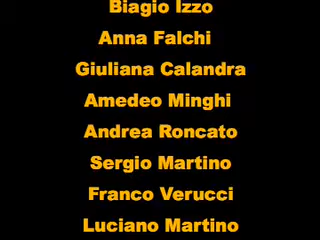 Biagio Izzo
Anna Falchi
Giuliana Calandra
Amedeo Minghi
Andrea Roncato
Sergio Martino
Franco Verucci
Luciano Martino